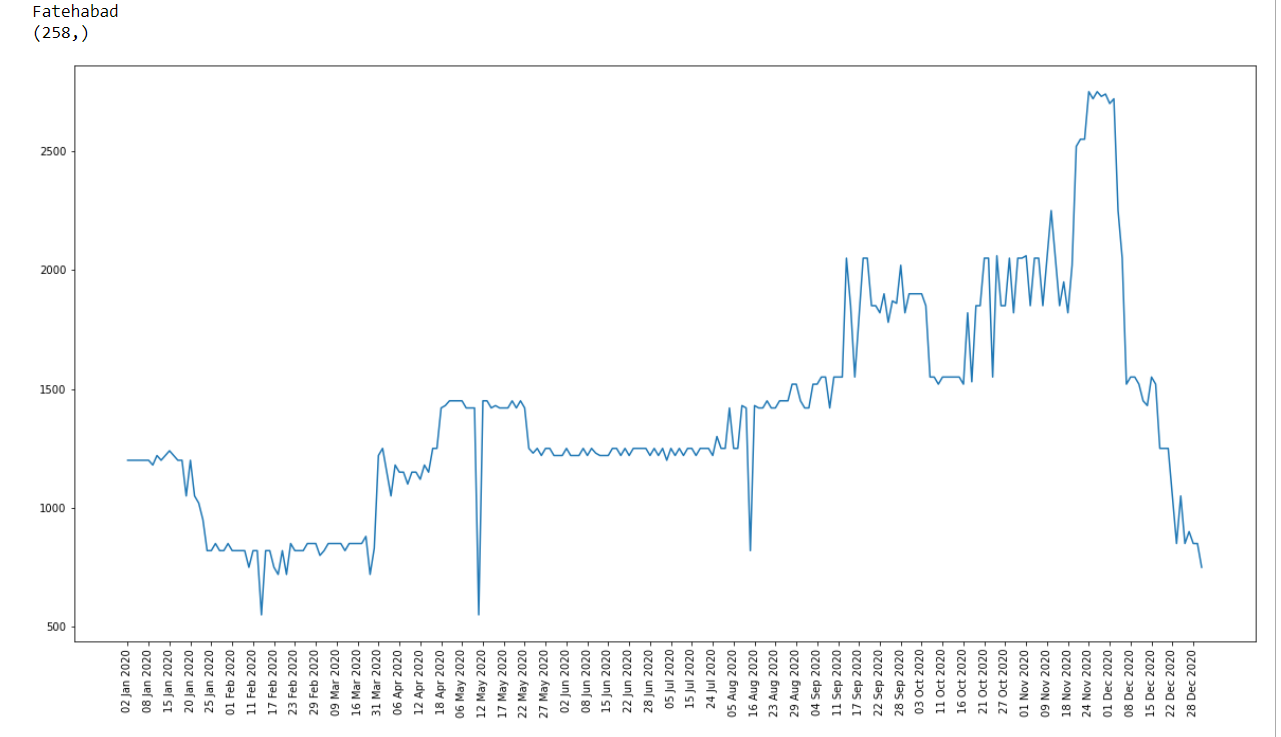 Fatehabad
(258,)
2500
2000
1500
1000
500
02 Jan 2020
08 Jan 2020
15 Jan 2020
20 Jan 2020
25 Jan 2020
01 Feb 2020
11 Feb 2020
17 Feb 2020
23 Feb 2020
29 Feb 2020
09 Mar 2020
16 Mar 2020
31 Mar 2020
06 Apr 2020
12 Apr 2020
18 Apr 2020
06 May 2020
12 May 2020
17 May 2020
22 May 2020
27 May 2020
02 Jun 2020
08 Jun 2020
15 Jun 2020
22 Jun 2020
28 Jun 2020
05 Jul 2020
15 Jul 2020
24 Jul 2020
05 Aug 2020
16 Aug 2020
23 Aug 2020
29 Aug 2020
04 Sep 2020
12 Sep 2020
17 Sep 2020
22 Sep 2020
28 Sep 2020
03 Oct 2020
11 Oct 2020
16 Oct 2020
21 Oct 2020
27 Oct 2020
01 Nov 2020
09 Nov 2020
18 Nov 2020
24 Nov 2020
01 Dec 2020
08 Dec 2020
15 Dec 2020
22 Dec 2020
28 Dec 2020